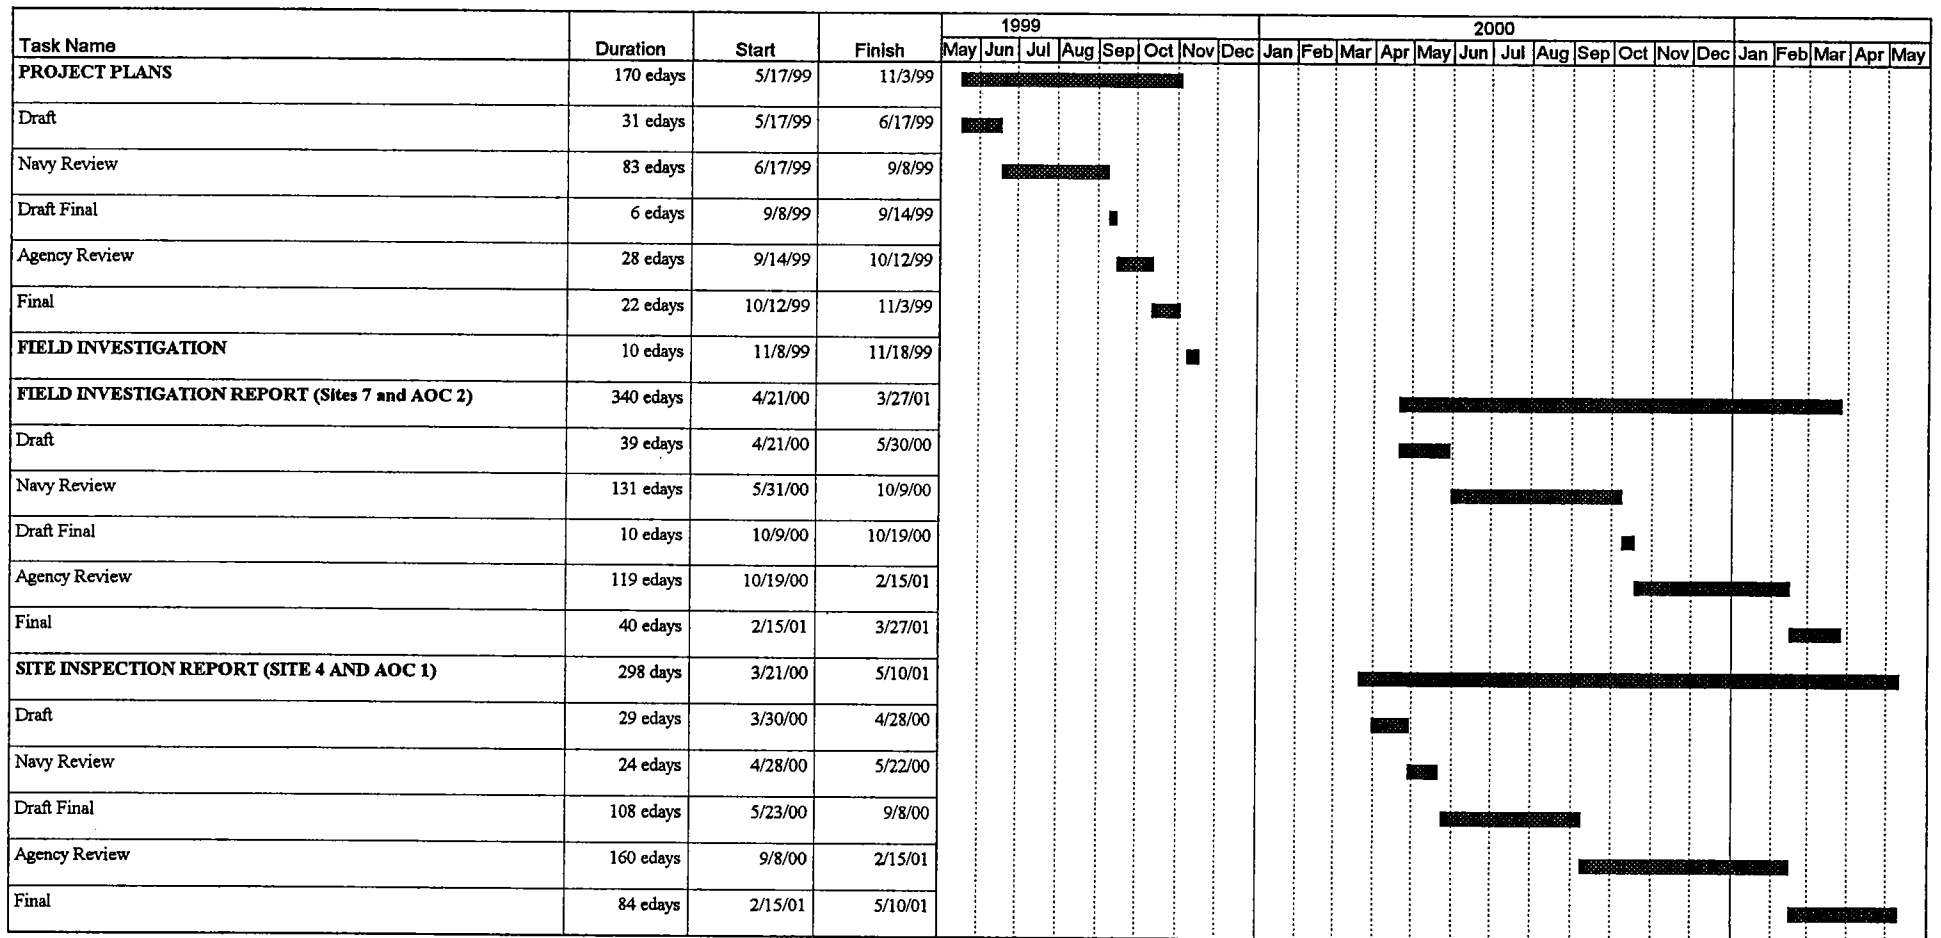 1999 2000
Task Name Duration Start Finish May Jun Jul Aug Sep Oct Nov Dec Jan Feb Mar Apr May Jun Jul Aug Sep Oct Nov Dec Jan Feb Mar Apr May
PROJECT PLANS 170 edays 5/17/99 11/3/99
Draft 31 edays 5/17/99 6/17/99
Navy Review 83 edays 6/17/99 9/8/99
Draft Final 6 edays 9/8/99 9/14/99
Agency Review 28 edays 9/14/99 10/12/99
Final 22 edays 10/12/99 11/3/99
FIELD INVESTIGATION 10 edays 11/8/99 11/18/99
FIELD INVESTIGATION REPORT (Sites 7 and AOC 2) 340 edays 4/21/00 3/27/01
Draft 39 edays 4/21/00 5/30/00
Navy Review 131 edays 5/31/00 10/9/00
Draft Final 10 edays 10/9/00 10/19/00
Agency Review 119 edays 10/19/00 2/15/01
Final 40 edays 2/15/01 3/27/01
SITE INSPECTION REPORT (SITE 4 AND AOC 1) 298 days 3/21/00 5/10/01
Draft 29 edays 3/30/00 4/28/00
Navy Review 24 edays 4/28/00 5/22/00
Draft Final 108 edays 5/23/00 9/8/00
Agency Review 160 edays 9/8/00 2/15/01
Final 84 edays 2/15/01 5/10/01